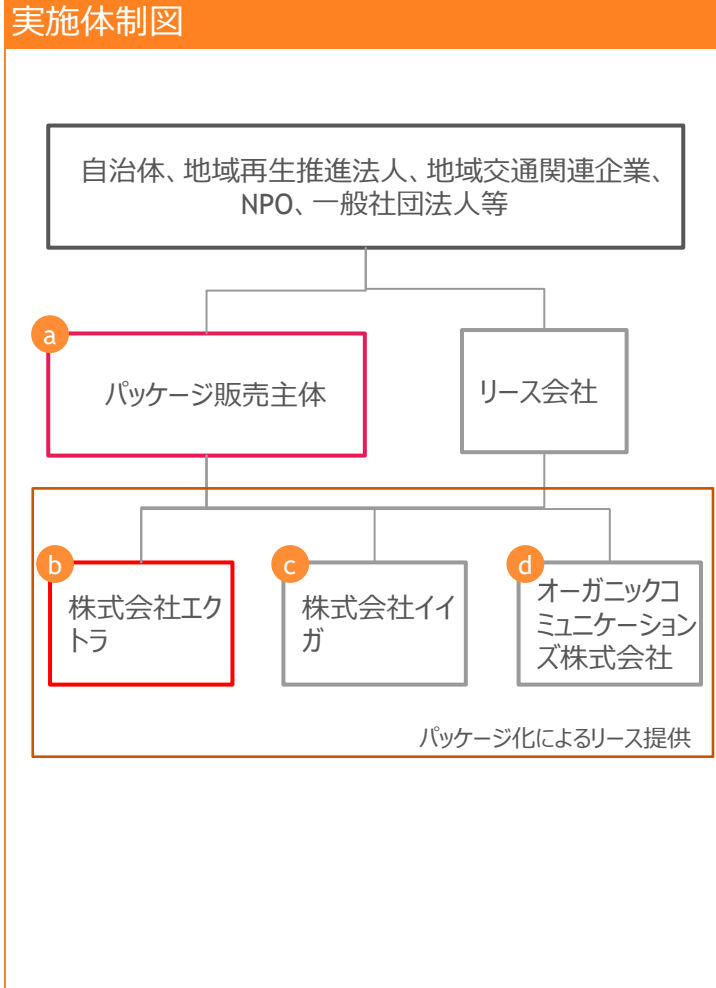 実施体制図
自治体、地域再生推進法人、地域交通関連企業、
NPO、一般社団法人等
a
パッケージ販売主体
リース会社
b
株式会社エク
トラ
c
株式会社イイ
ガ
d
オーガニックコ
ミュニケーション
ズ株式会社
パッケージ化によるリース提供